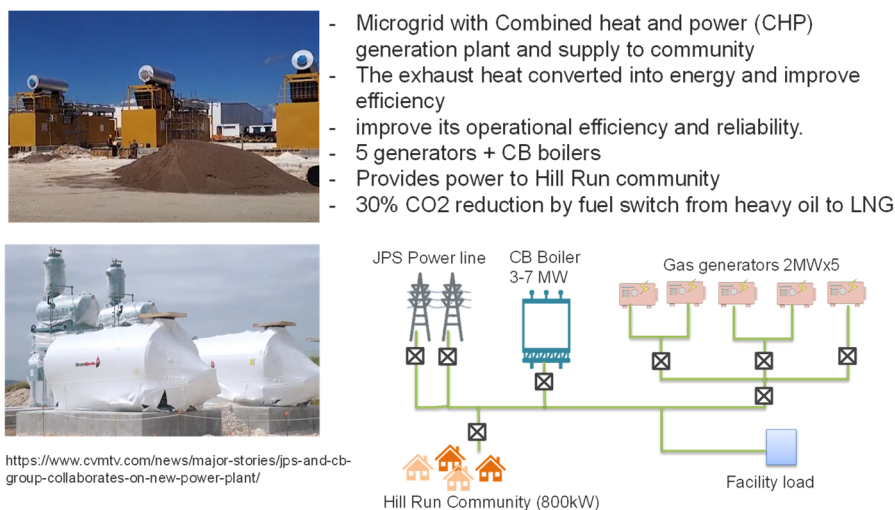 - Microgrid with Combined heat and power (CHP)
generation plant and supply to community
- The exhaust heat converted into energy and improve
efficiency
- improve its operational efficiency and reliability.
- 5 generators + CB boilers
- Provides power to Hill Run community
- 30% CO2 reduction by fuel switch from heavy oil to LNG
JPS Power line
CB Boiler
3-7 MW
Gas generators 2MWx5
https://www.cvmtv.com/news/major-stories/jps-and-cb-
group-collaborates-on-new-power-plant/
Facility load
Hill Run Community (800kW)